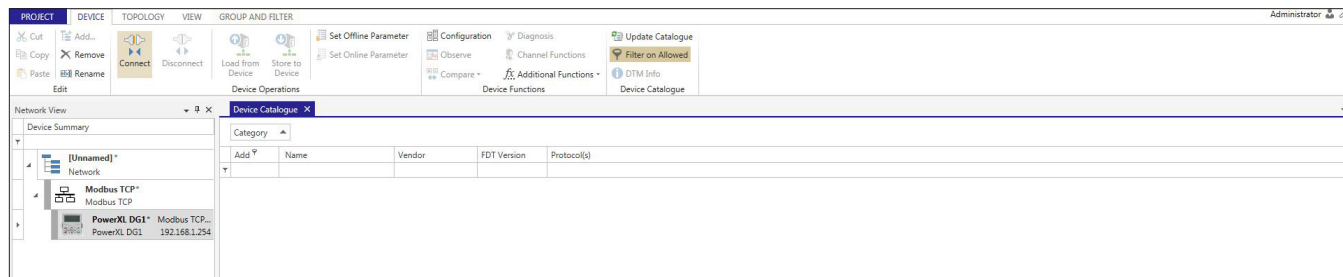 PROJECT DEVICE TOPOLOGY VIEW GROUP AND FILTER Administrator
Cut Add... Set Offline Parameter Configuration Diagnosis Update Catalogue
Copy Remove Connect Disconnect Load from Device Store to Device Set Online Parameter Observe Channel Functions Filter on Allowed
Paste Rename Compare fx Additional Functions DTM Info
Edit Device Operations Device Functions Device Catalogue
Network View Device Catalogue
Device Summary Category
Add Name Vendor FDT Version Protocol(s)
[Unnamed]*
Network
Modbus TCP*
Modbus TCP
PowerXL DG1* Modbus TCP...
PowerXL DG1 192.168.1.254